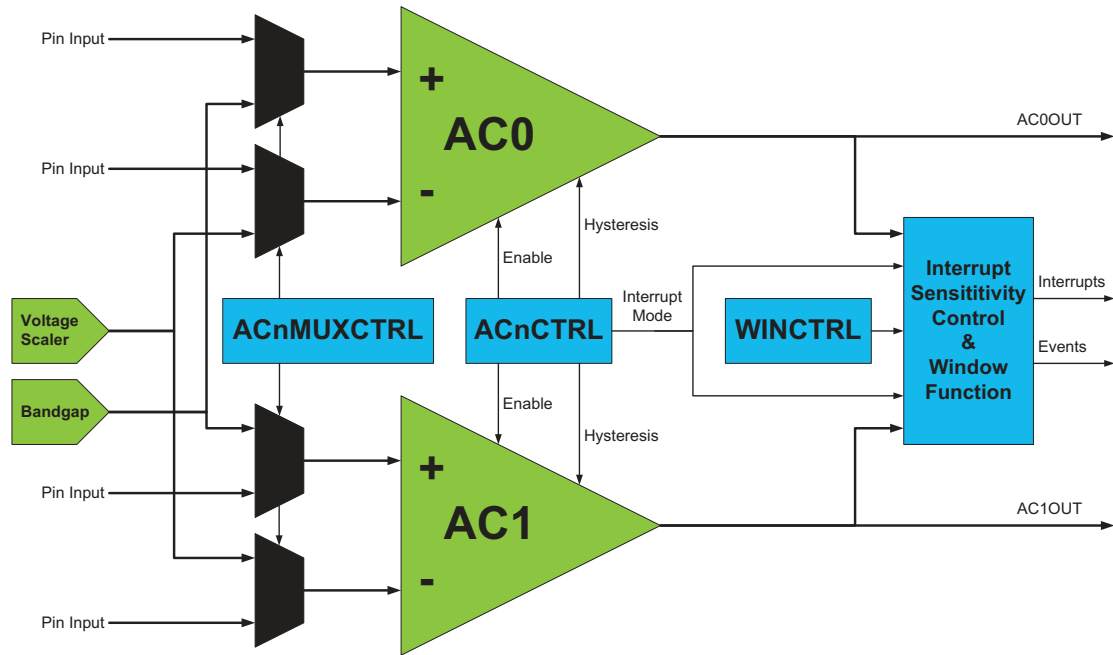 Pin Input
+
AC0
-
AC0OUT
Pin Input
Hysteresis
Enable
Voltage
Scaler
ACnMUXCTRL
ACnCTRL
Interrupt
Mode
WINCTRL
Interrupt
Sensititivity
Control
&
Window
Function
Interrupts
Events
Bandgap
Enable
Hysteresis
Pin Input
+
AC1
-
AC1OUT
Pin Input